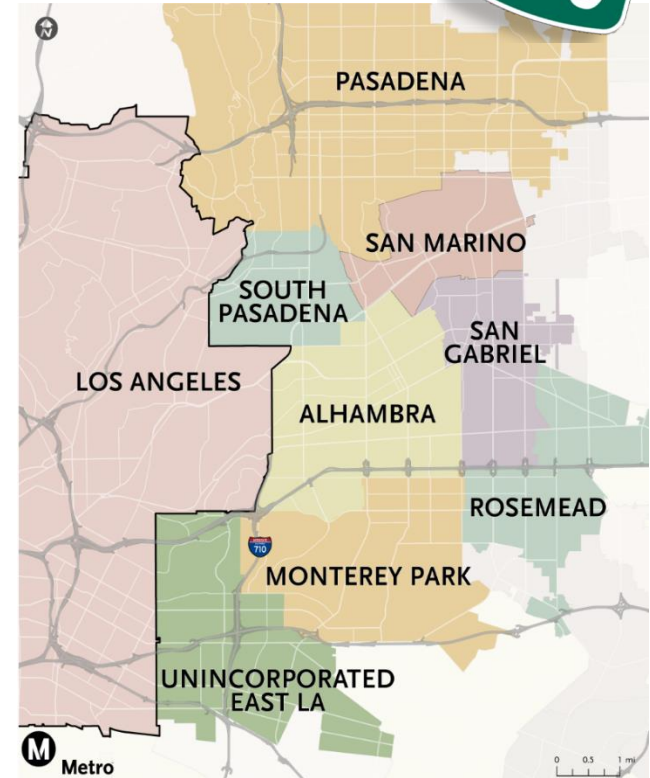 N
PASADENA
SAN MARINO
SOUTH
PASADENA
SAN
GABRIEL
LOS ANGELES
ALHAMBRA
ROSEMEAD
710
MONTEREY PARK
UNINCORPORATED
EAST LA
M
Metro
0 0.5 1 mi